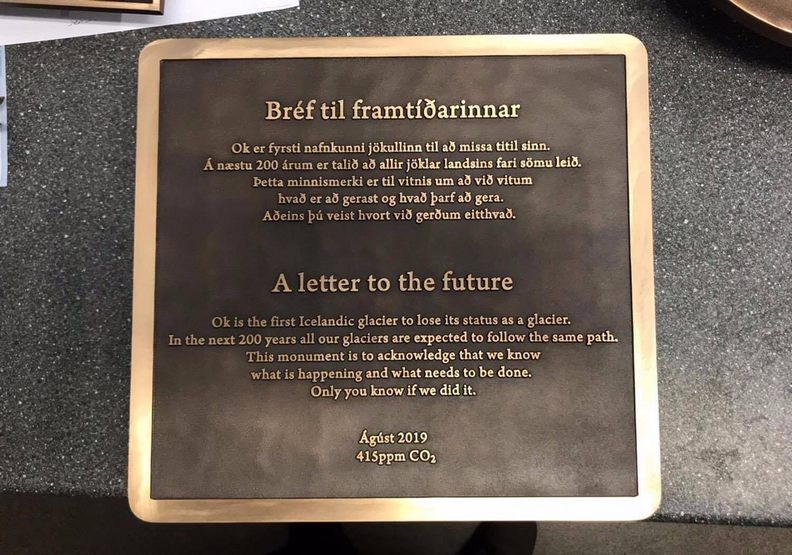 Bréf til framtíðarinnar
Ok er fyrsti nafnkunni jökullinn til að missa titil sinn.
Á næstu 200 árum er talið að allir jöklar landsins fari sömu leið.
Þetta minnismerki er til vitnis um að við vitum
hvað er að gerast og hvað þarf að gera.
Aðeins þú veist hvort við gerðum eitthvað.
A letter to the future
Ok is the first Icelandic glacier to lose its status as a glacier.
In the next 200 years all our glaciers are expected to follow the same path.
This monument is to acknowledge that we know
what is happening and what needs to be done.
Only you know if we did it.
Ágúst 2019
415ppm CO₂